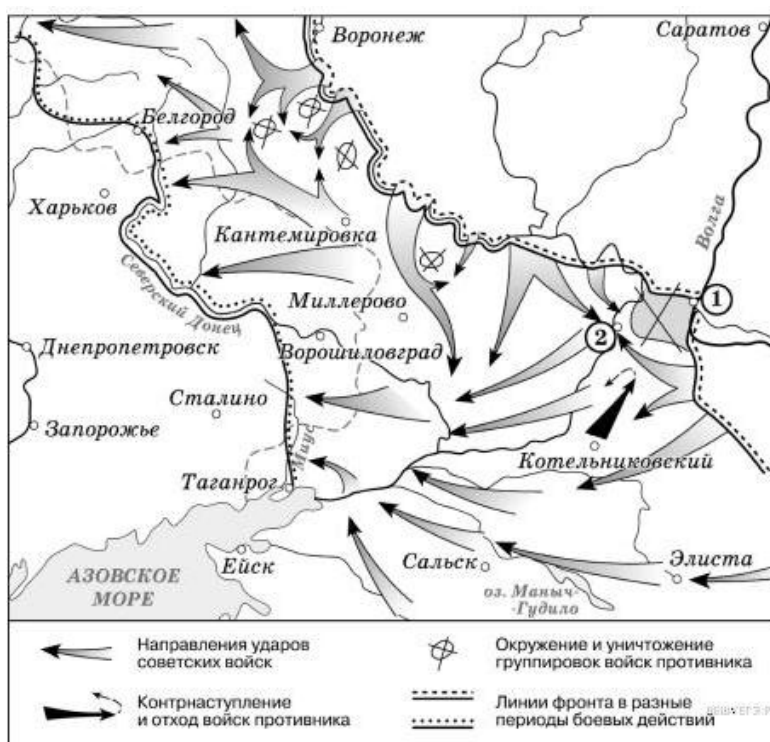 Воронеж
Саратов
Белгород
Харьков
Волга
Кантемировка
Северский Донец
Миллерово
1
2
Днепропетровск
Ворошиловград
Сталино
Запорожье
Миус
Котельниковский
Таганрог
Ейск
Сальск
Элиста
АЗОВСКОЕ
МОРЕ
оз. Маныч-
-Гудило
Направления ударов
советских войск
Окружение и уничтожение
группировок войск противника
Контрнаступление
и отход войск противника
Линии фронта в разные
периоды боевых действий